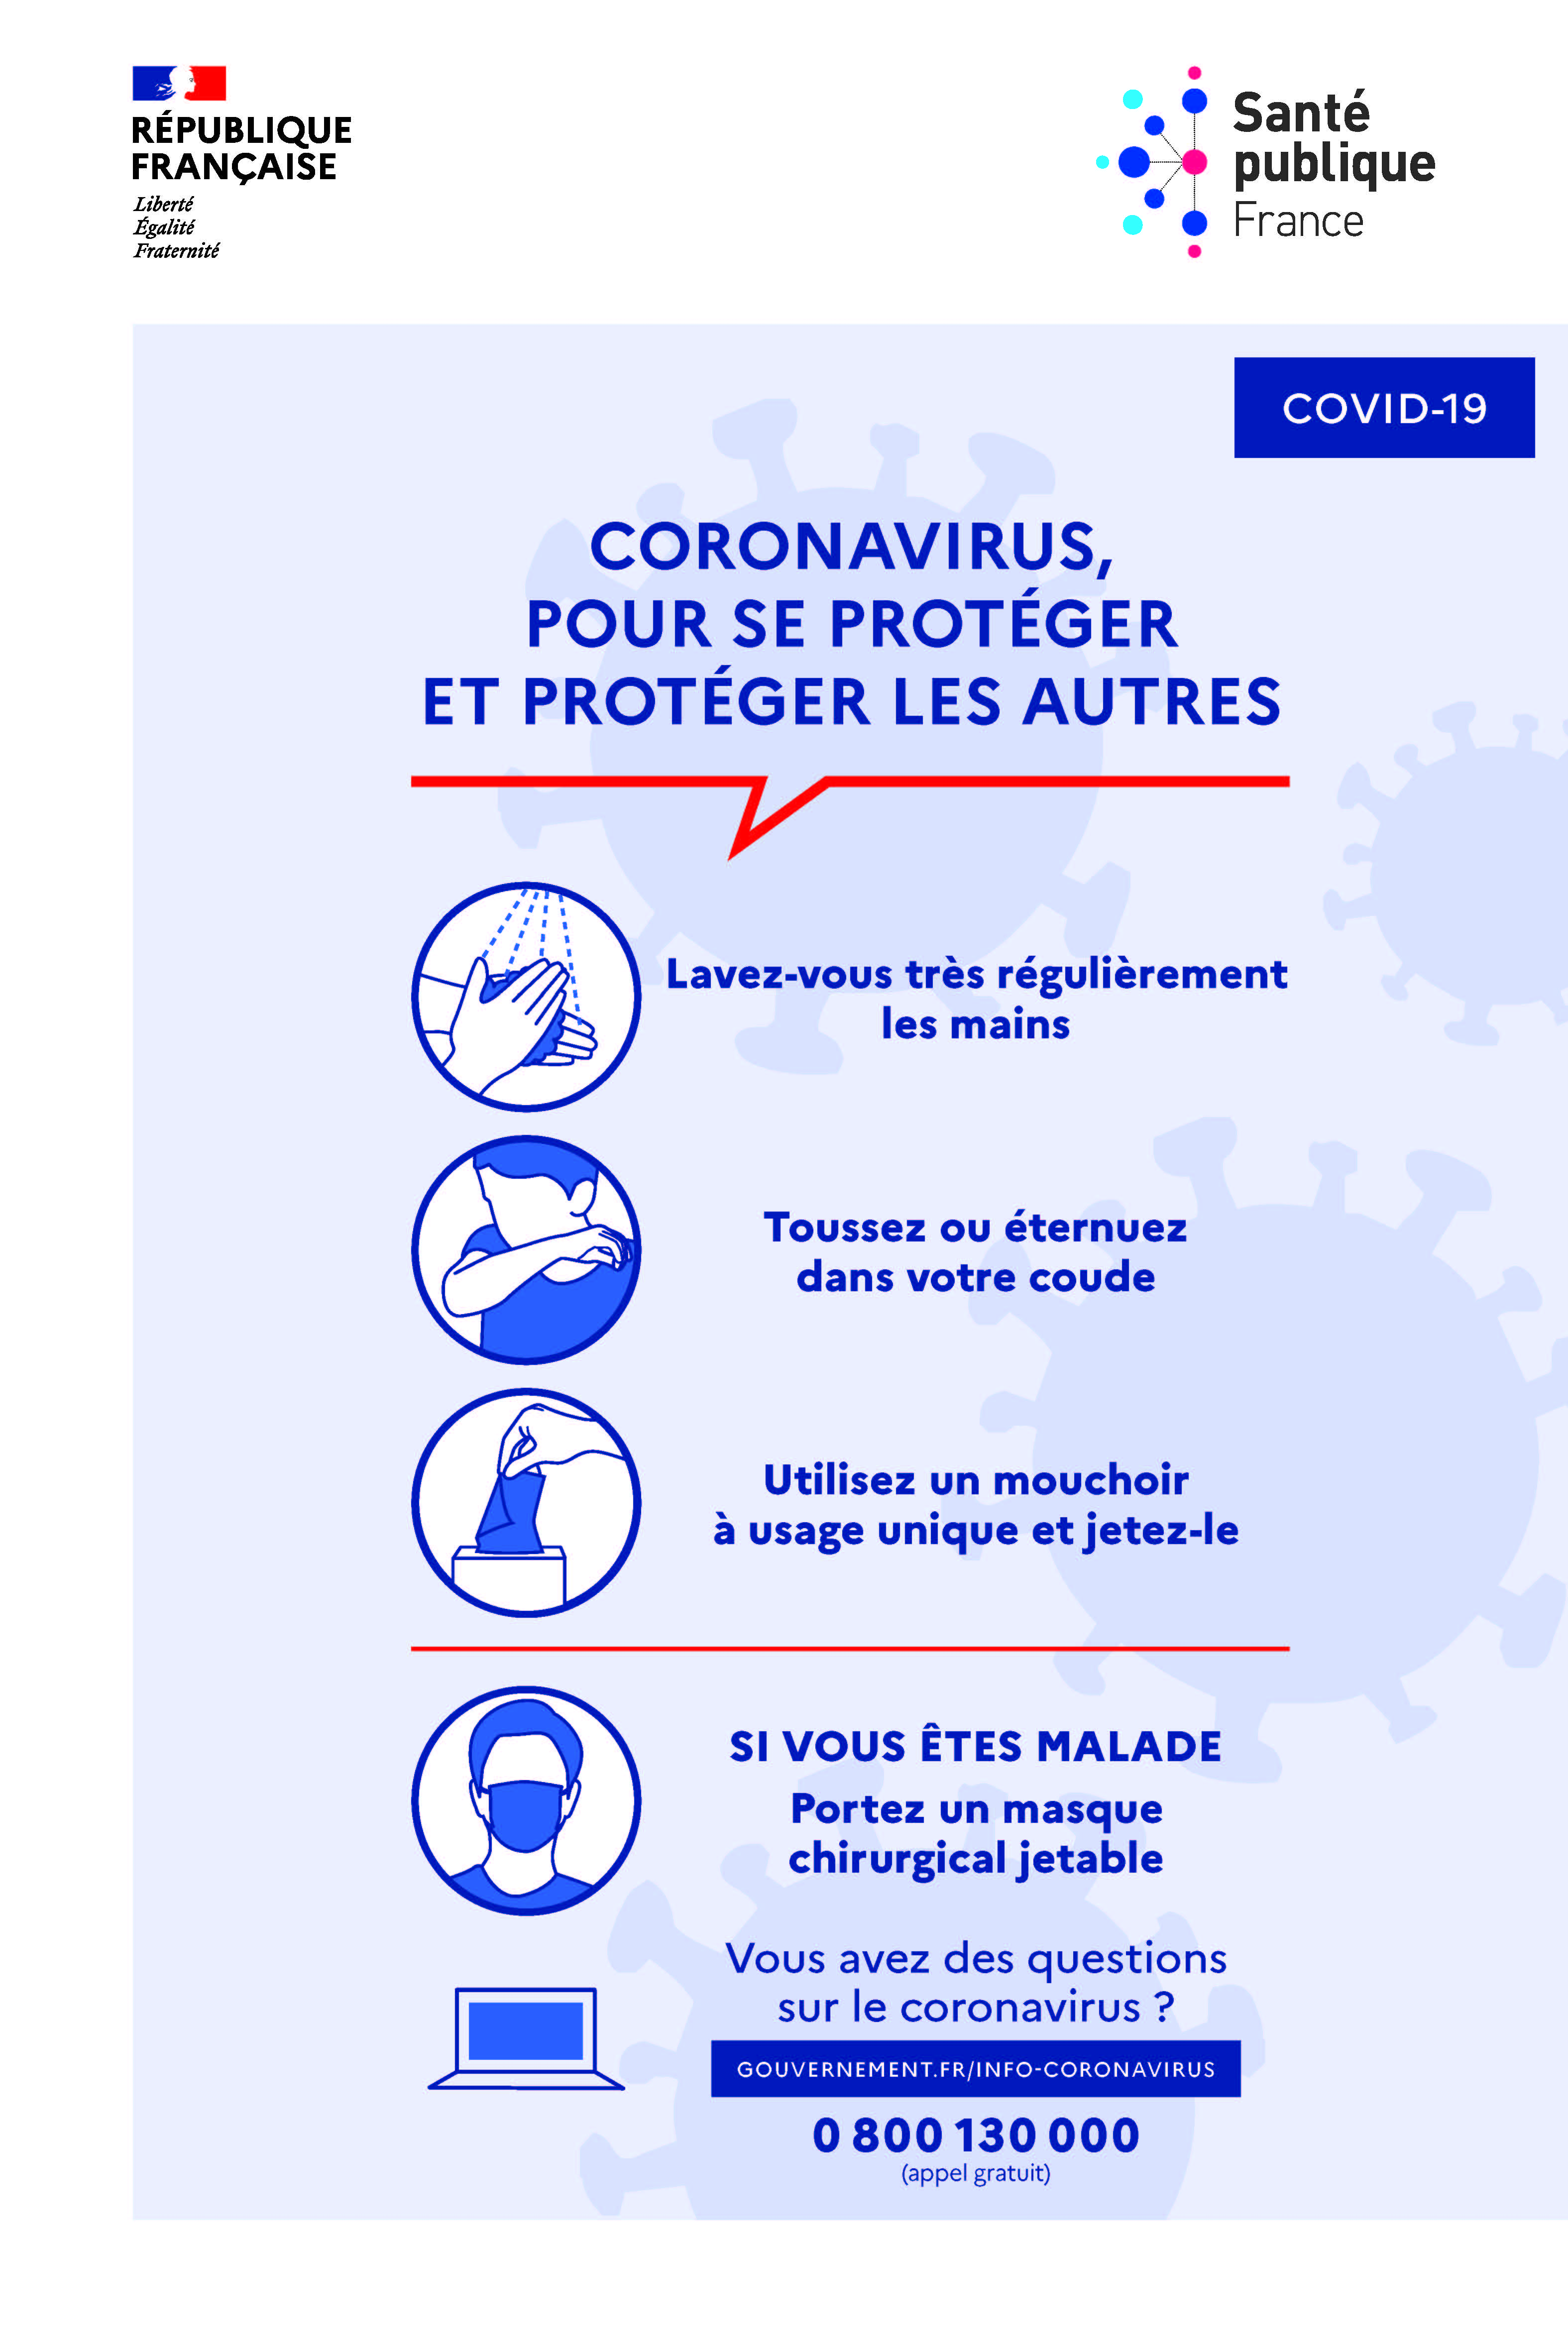 RÉPUBLIQUE
FRANÇAISE
Liberté
Égalité
Fraternité
Santé
publique
France
COVID-19
CORONAVIRUS,
POUR SE PROTÉGER
ET PROTÉGER LES AUTRES
Lavez-vous très régulièrement
les mains
Toussez ou éternuez
dans votre coude
Utilisez un mouchoir
à usage unique et jetez-le
SI VOUS ÊTES MALADE
Portez un masque
chirurgical jetable
Vous avez des questions
sur le coronavirus ?
GOUVERNEMENT.FR/INFO-CORONAVIRUS
0 800 130 000
(appel gratuit)